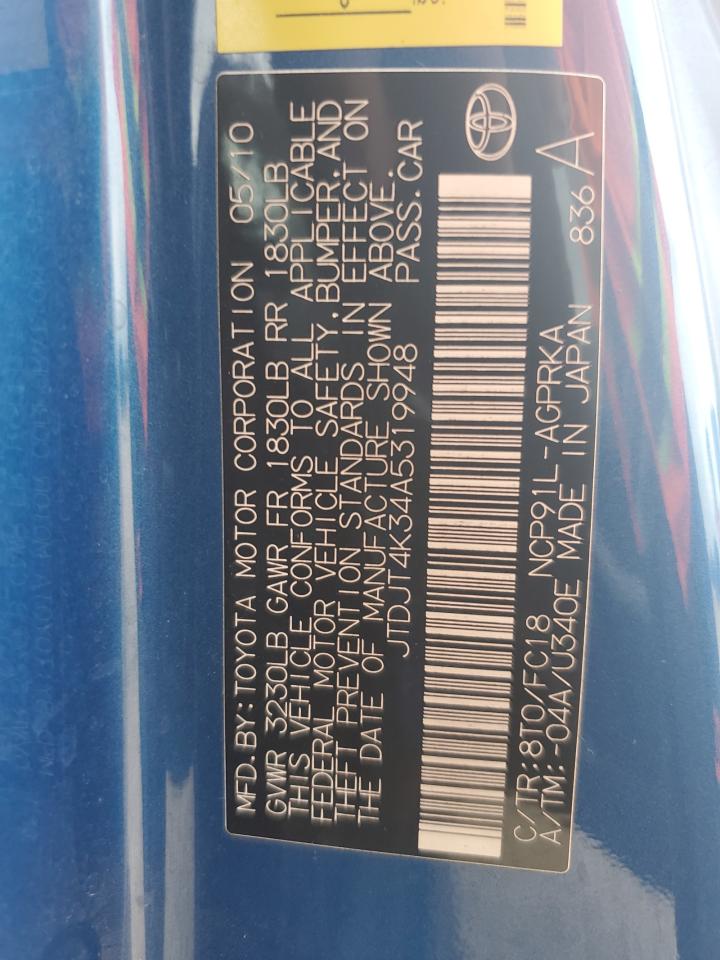 MFD.BY:TOYOTA MOTOR CORPORATION 05/10
GVWR 3230LB GAWR FR 1830LB RR 1830LB
THIS VEHICLE CONFORMS TO ALL APPLICABLE
FEDERAL MOTOR VEHICLE SAFETY,BUMPER,AND
THEFT PREVENTION STANDARDS IN EFFECT ON
THE DATE OF MANUFACTURE SHOWN ABOVE.
JTDJT4K34A5319948 PASS.CAR
C/TR:8T0/FC18 NCP91L-AGPRKA 836 A
A/TM:-04A/U340E MADE IN JAPAN